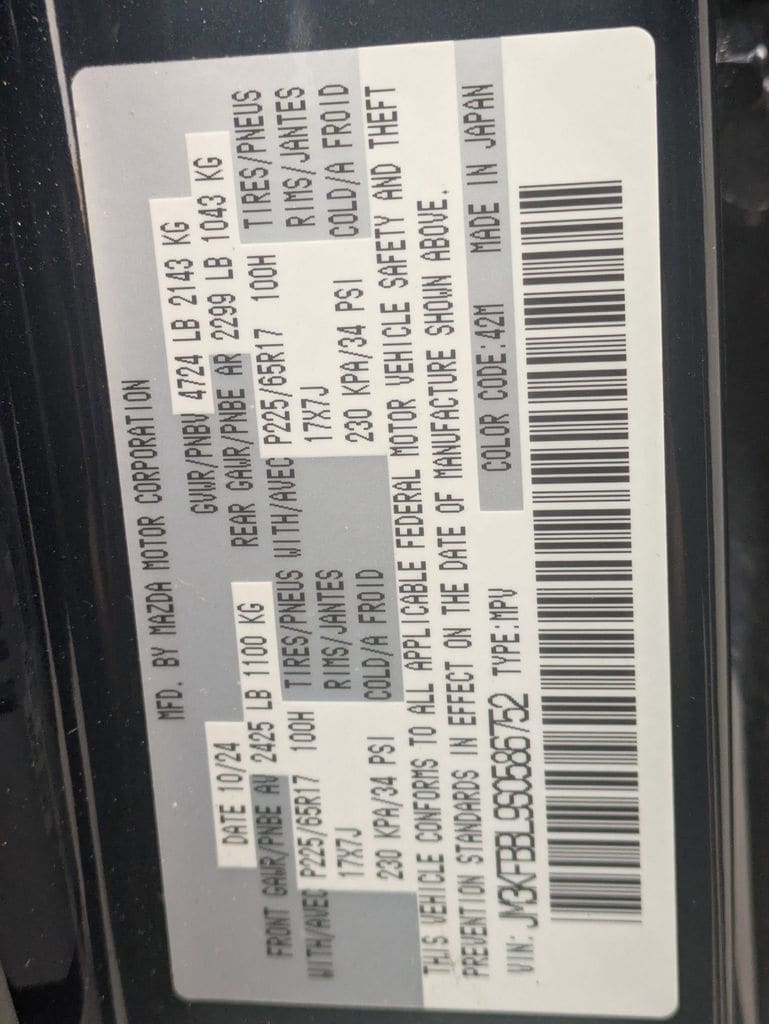 MFD. BY MAZDA MOTOR CORPORATION
DATE 10/24 GVWR/PNBV 4724 LB 2143 KG
FRONT GAWR/PNBE AV 2425 LB 1100 KG REAR GAWR/PNBE AR 2299 LB 1043 KG
WITH/AVEC P225/65R17 100H TIRES/PNEUS WITH/AVEC P225/65R17 100H TIRES/PNEUS
17X7J RIMS/JANTES 17X7J RIMS/JANTES
230 KPA/34 PSI COLD/A FROID 230 KPA/34 PSI COLD/A FROID
THIS VEHICLE CONFORMS TO ALL APPLICABLE FEDERAL MOTOR VEHICLE SAFETY AND THEFT
PREVENTION STANDARDS IN EFFECT ON THE DATE OF MANUFACTURE SHOWN ABOVE.
VIN: JM3KFBBL9S0586752 TYPE:MPV COLOR CODE:42M MADE IN JAPAN